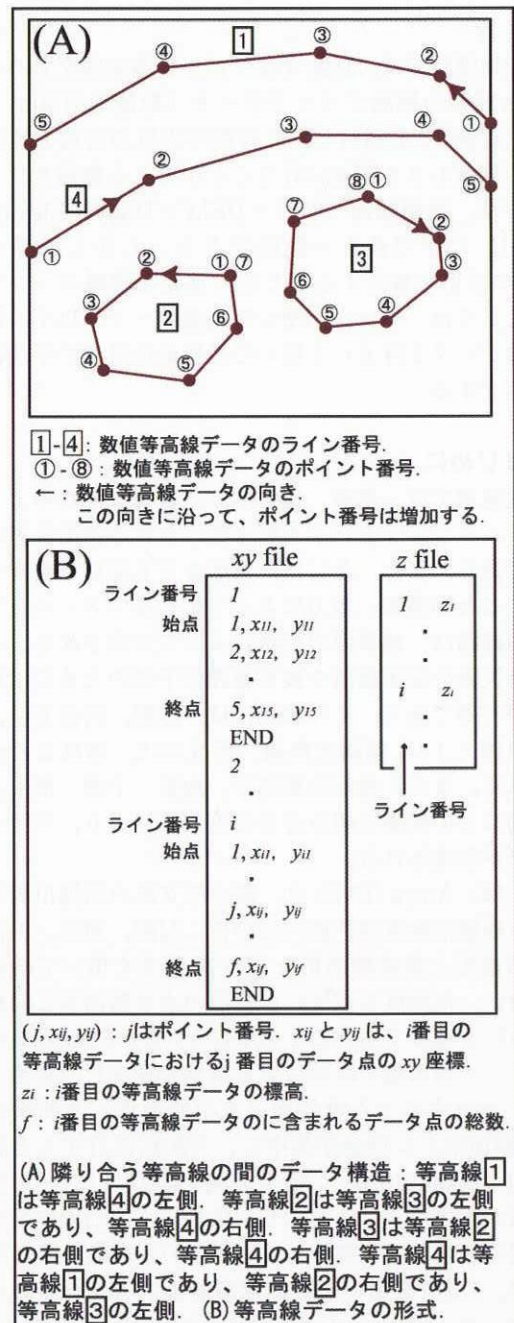 (A)
1
③
②
④
⑤
①
③
④
②
4
⑤
①
⑧①
⑦
②
3
③
⑥
⑤
④
②
①⑦
③
2
⑥
④
⑤
1-4: 数値等高線データのライン番号.
①-⑧: 数値等高線データのポイント番号.
←: 数値等高線データの向き.
この向きに沿って、ポイント番号は増加する.
(B)
xy file
z file
ライン番号 1
始点 1, x11, y11
2, x12, y12
終点 5, x15, y15
END
2
ライン番号 i
始点 1, xi1, yi1
.
j, xij, yij
.
終点 f, xif, yif
END
1 z1
.
.
i zi
.
.
ライン番号
(j, xij, yij) : jはポイント番号. xij と yij は、i番目の
等高線データにおけるj 番目のデータ点の xy 座標.
zi : i番目の等高線データの標高.
f : i番目の等高線データのに含まれるデータ点の総数.
(A)隣り合う等高線の間のデータ構造 : 等高線1
は等高線4の左側. 等高線2は等高線3の左側
であり、等高線4の右側. 等高線3は等高線2
の右側であり、等高線4の右側. 等高線4は等
高線1の左側であり、等高線2の右側であり、
等高線3の左側. (B)等高線データの形式.